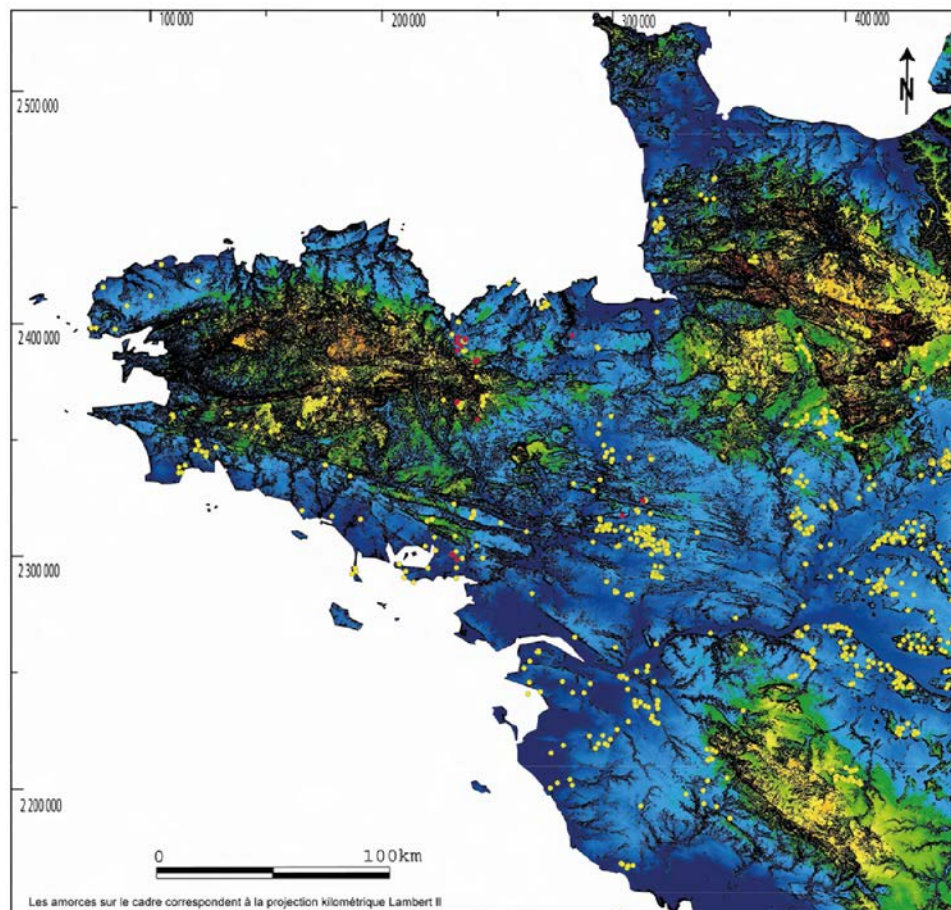 100 000 200 000 300 000 400 000
N
2 500 000
2 400 000
2 300 000
2 200 000
0 100km
Les amorces sur le cadre correspondent à la projection kilométrique Lambert II